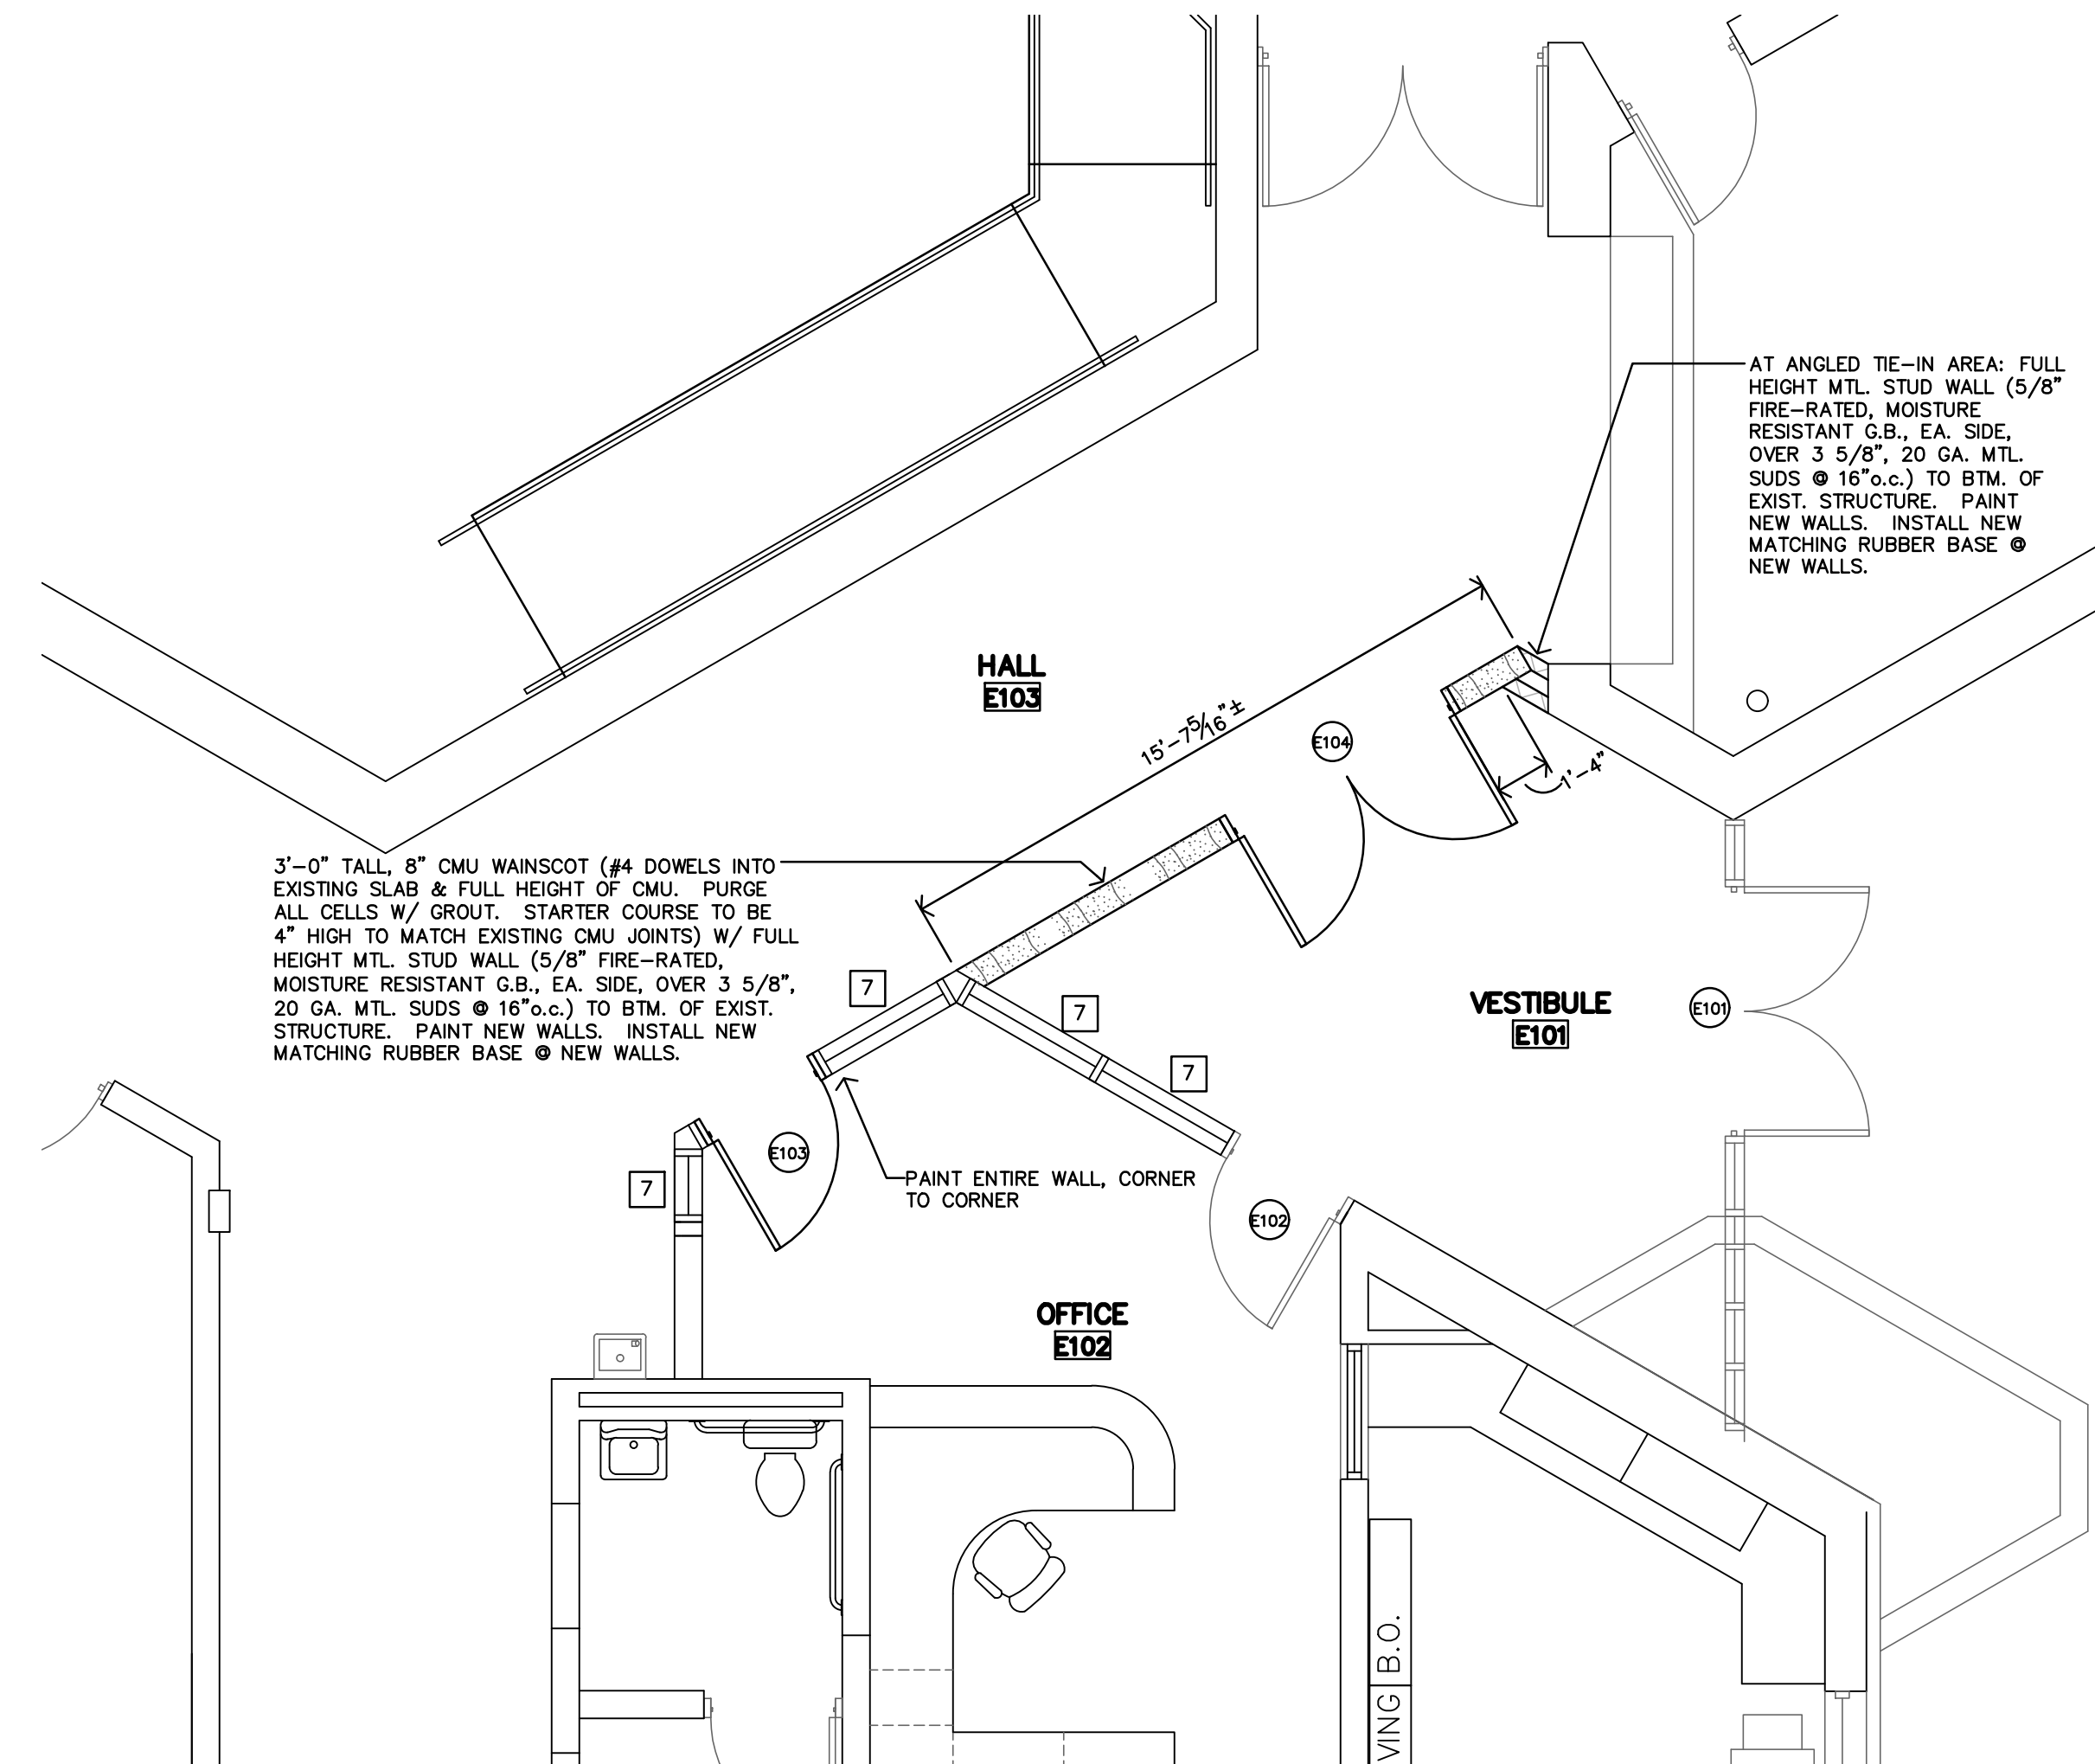 AT ANGLED TIE-IN AREA: FULL
HEIGHT MTL. STUD WALL (5/8"
FIRE-RATED, MOISTURE
RESISTANT G.B., EA. SIDE,
OVER 3 5/8", 20 GA. MTL.
SUDS @ 16"o.c.) TO BTM. OF
EXIST. STRUCTURE. PAINT
NEW WALLS. INSTALL NEW
MATCHING RUBBER BASE @
NEW WALLS.
HALL
E103
15'-7 5/16"±
E104
1'-4"
3'-0" TALL, 8" CMU WAINSCOT (#4 DOWELS INTO
EXISTING SLAB & FULL HEIGHT OF CMU. PURGE
ALL CELLS W/ GROUT. STARTER COURSE TO BE
4" HIGH TO MATCH EXISTING CMU JOINTS) W/ FULL
HEIGHT MTL. STUD WALL (5/8" FIRE-RATED,
MOISTURE RESISTANT G.B., EA. SIDE, OVER 3 5/8",
20 GA. MTL. SUDS @ 16"o.c.) TO BTM. OF EXIST.
STRUCTURE. PAINT NEW WALLS. INSTALL NEW
MATCHING RUBBER BASE @ NEW WALLS.
7
7
7
VESTIBULE
E101
E101
E103
7
PAINT ENTIRE WALL, CORNER
TO CORNER
E102
OFFICE
E102
B.O.
VING